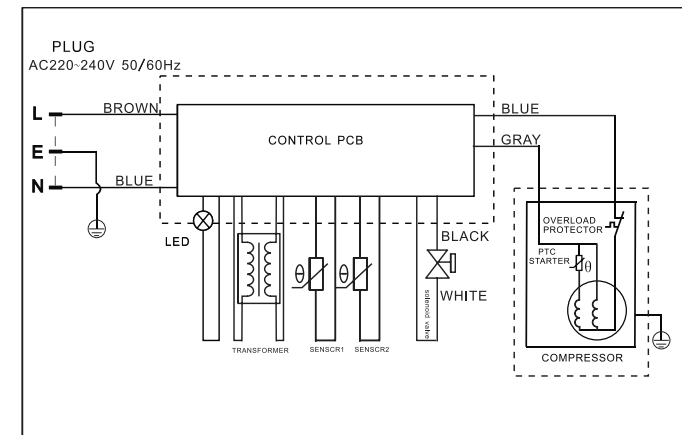 PLUG
AC220~240V 50/60Hz
L
BROWN
E
N
BLUE
CONTROL PCB
BLUE
GRAY
LED
TRANSFORMER
SENSCR1
SENSCR2
BLACK
WHITE
solenoid valve
OVERLOAD
PROTECTOR
PTC
STARTER
θ
θ
θ
COMPRESSOR